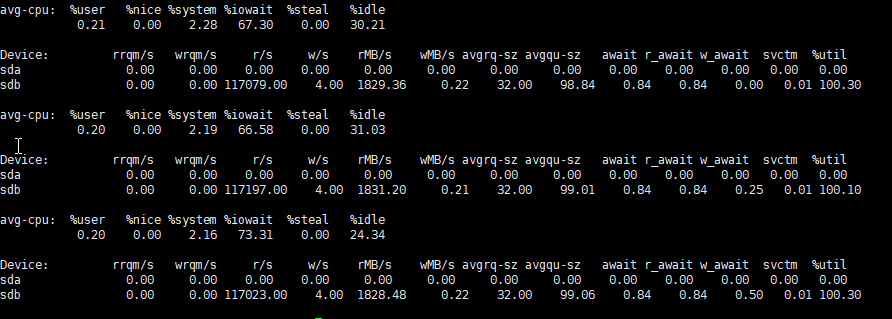 avg-cpu:  %user   %nice %system %iowait  %steal   %idle
           0.21    0.00    2.28   67.30    0.00   30.21
Device:         rrqm/s   wrqm/s     r/s     w/s    rMB/s    wMB/s avgrq-sz avgqu-sz   await r_await w_await  svctm  %util
sda               0.00     0.00    0.00    0.00     0.00     0.00     0.00     0.00    0.00    0.00    0.00   0.00   0.00
sdb               0.00     0.00 117079.00    4.00  1829.36     0.22    32.00    98.84    0.84    0.84    0.00   0.01 100.30
avg-cpu:  %user   %nice %system %iowait  %steal   %idle
           0.20    0.00    2.19   66.58    0.00   31.03
Device:         rrqm/s   wrqm/s     r/s     w/s    rMB/s    wMB/s avgrq-sz avgqu-sz   await r_await w_await  svctm  %util
sda               0.00     0.00    0.00    0.00     0.00     0.00     0.00     0.00    0.00    0.00    0.00   0.00   0.00
sdb               0.00     0.00 117197.00    4.00  1831.20     0.21    32.00    99.01    0.84    0.84    0.25   0.01 100.10
avg-cpu:  %user   %nice %system %iowait  %steal   %idle
           0.20    0.00    2.16   73.31    0.00   24.34
Device:         rrqm/s   wrqm/s     r/s     w/s    rMB/s    wMB/s avgrq-sz avgqu-sz   await r_await w_await  svctm  %util
sda               0.00     0.00    0.00    0.00     0.00     0.00     0.00     0.00    0.00    0.00    0.00   0.00   0.00
sdb               0.00     0.00 117023.00    4.00  1828.48     0.22    32.00    99.06    0.84    0.84    0.50   0.01 100.30